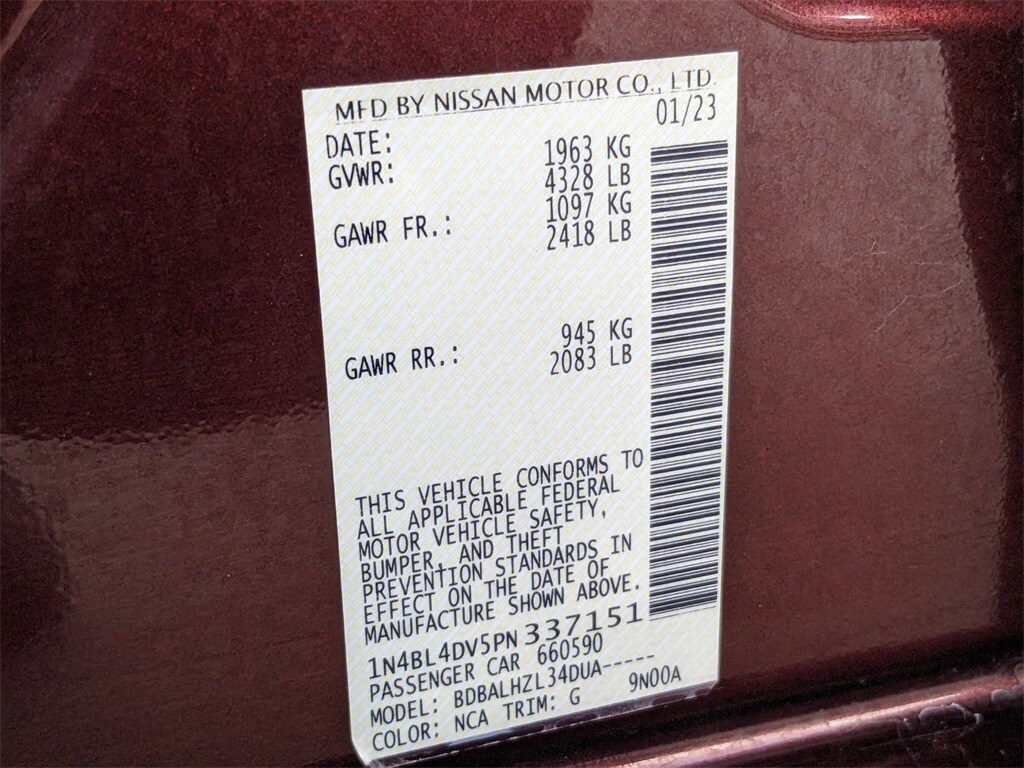 MFD BY NISSAN MOTOR CO., LTD.
DATE: 01/23
GVWR: 1963 KG
4328 LB
GAWR FR.: 1097 KG
2418 LB
GAWR RR.: 945 KG
2083 LB
THIS VEHICLE CONFORMS TO
ALL APPLICABLE FEDERAL
MOTOR VEHICLE SAFETY,
BUMPER, AND THEFT
PREVENTION STANDARDS IN
EFFECT ON THE DATE OF
MANUFACTURE SHOWN ABOVE.
1N4BL4DV5PN337151
PASSENGER CAR 660590
MODEL: BDBALHZL34DUA-----
COLOR: NCA TRIM: G 9N00A